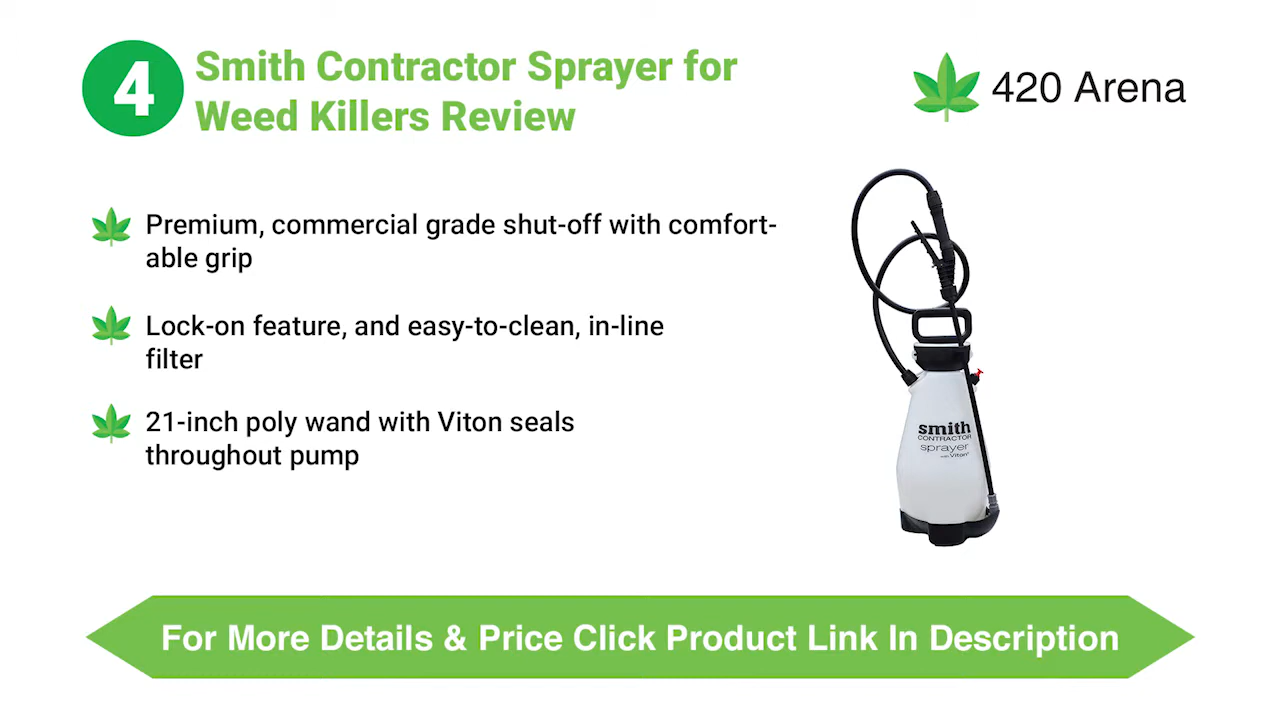 4
Smith Contractor Sprayer for
Weed Killers Review
420 Arena
Premium, commercial grade shut-off with comfort-
able grip
Lock-on feature, and easy-to-clean, in-line
filter
21-inch poly wand with Viton seals
throughout pump
smith
CONTRACTOR
sprayer
with Viton®
For More Details & Price Click Product Link In Description